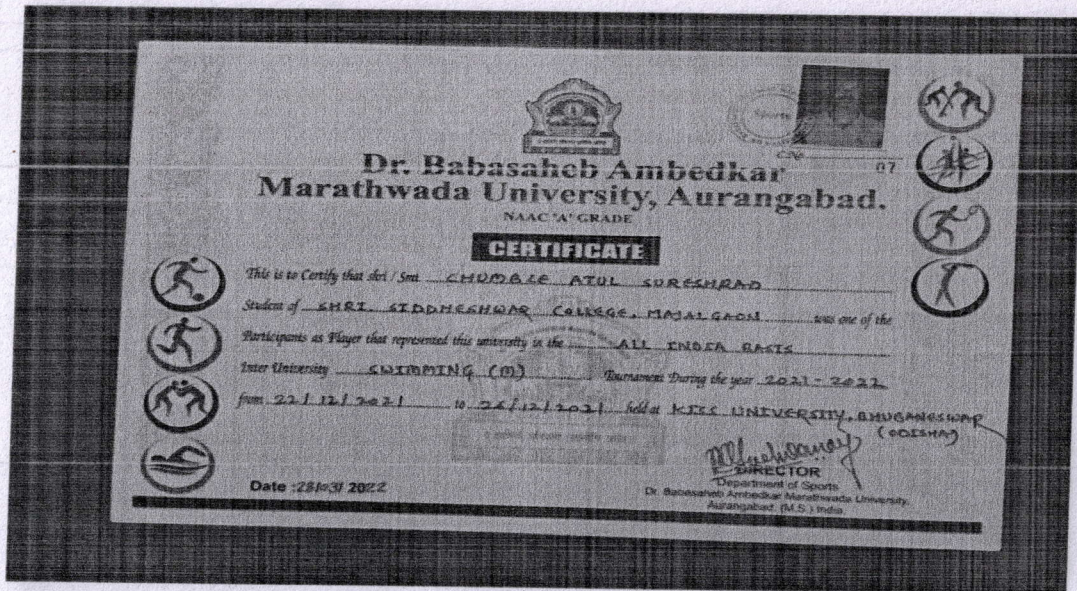 Sports
07
Dr. Babasaheb Ambedkar
Marathwada University, Aurangabad.
NAAC 'A' GRADE
CERTIFICATE
This is to Certify that shri / Smt. CHUMBLE ATUL SURESHRAO
Student of SHRI. SIDDHESHWAR COLLEGE, MAJALGAON was one of the
Participants as Player that represented this university in the ALL INDIA BASIS
Inter University SWIMMING (M) Tournament During the year 2021-2022
from 22/12/2021 to 26/12/2021 held at KIIT UNIVERSITY, BHUBANESWAR
(ODISHA)
DIRECTOR
Department of Sports
Dr. Babasaheb Ambedkar Marathwada University,
Aurangabad. (M.S.) India.
Date :28/03/2022